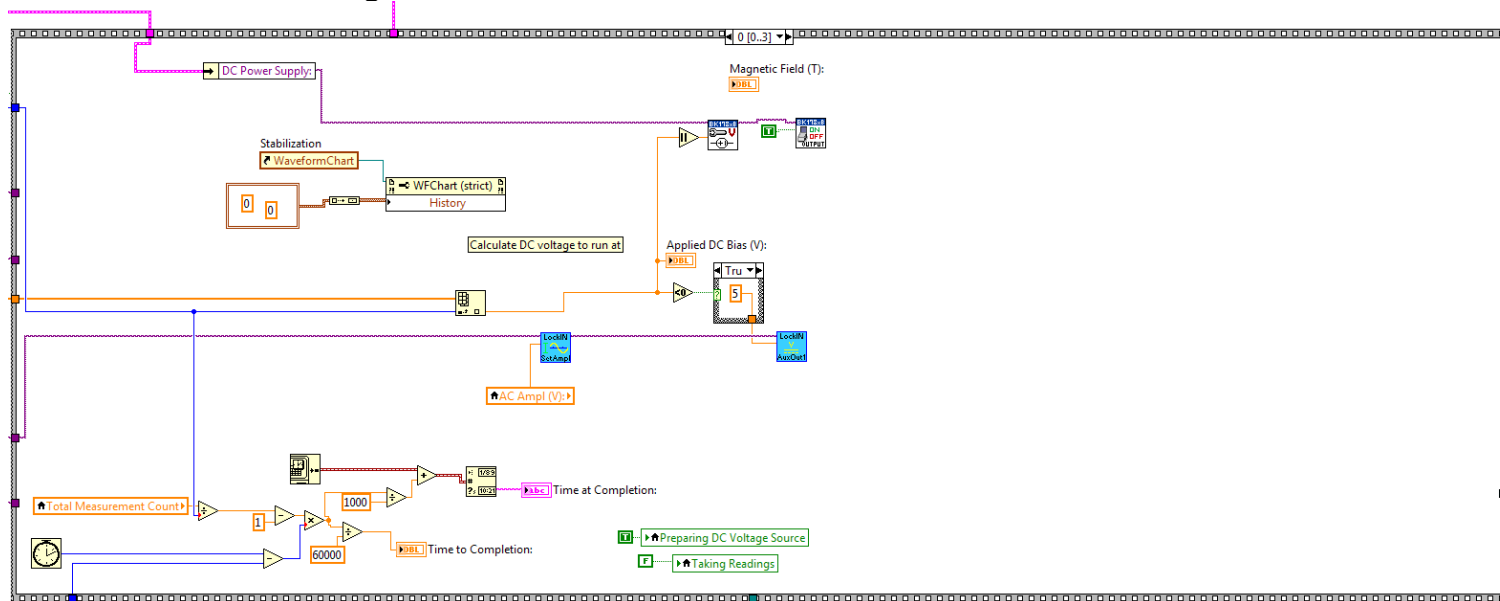 0 [0..3]
DC Power Supply:
Magnetic Field (T):
DBL
T
ON
OFF
OUTPUT
V
Stabilization
WaveformChart
WFChart (strict)
History
0
0
Calculate DC voltage to run at
Applied DC Bias (V):
DBL
Tru
<0
?
5
LockIN
SetAmpl
LockIN
AuxOut1
AC Ampl (V):
1000
abc
Time at Completion:
Total Measurement Count
1
60000
DBL
Time to Completion:
T
Preparing DC Voltage Source
F
Taking Readings